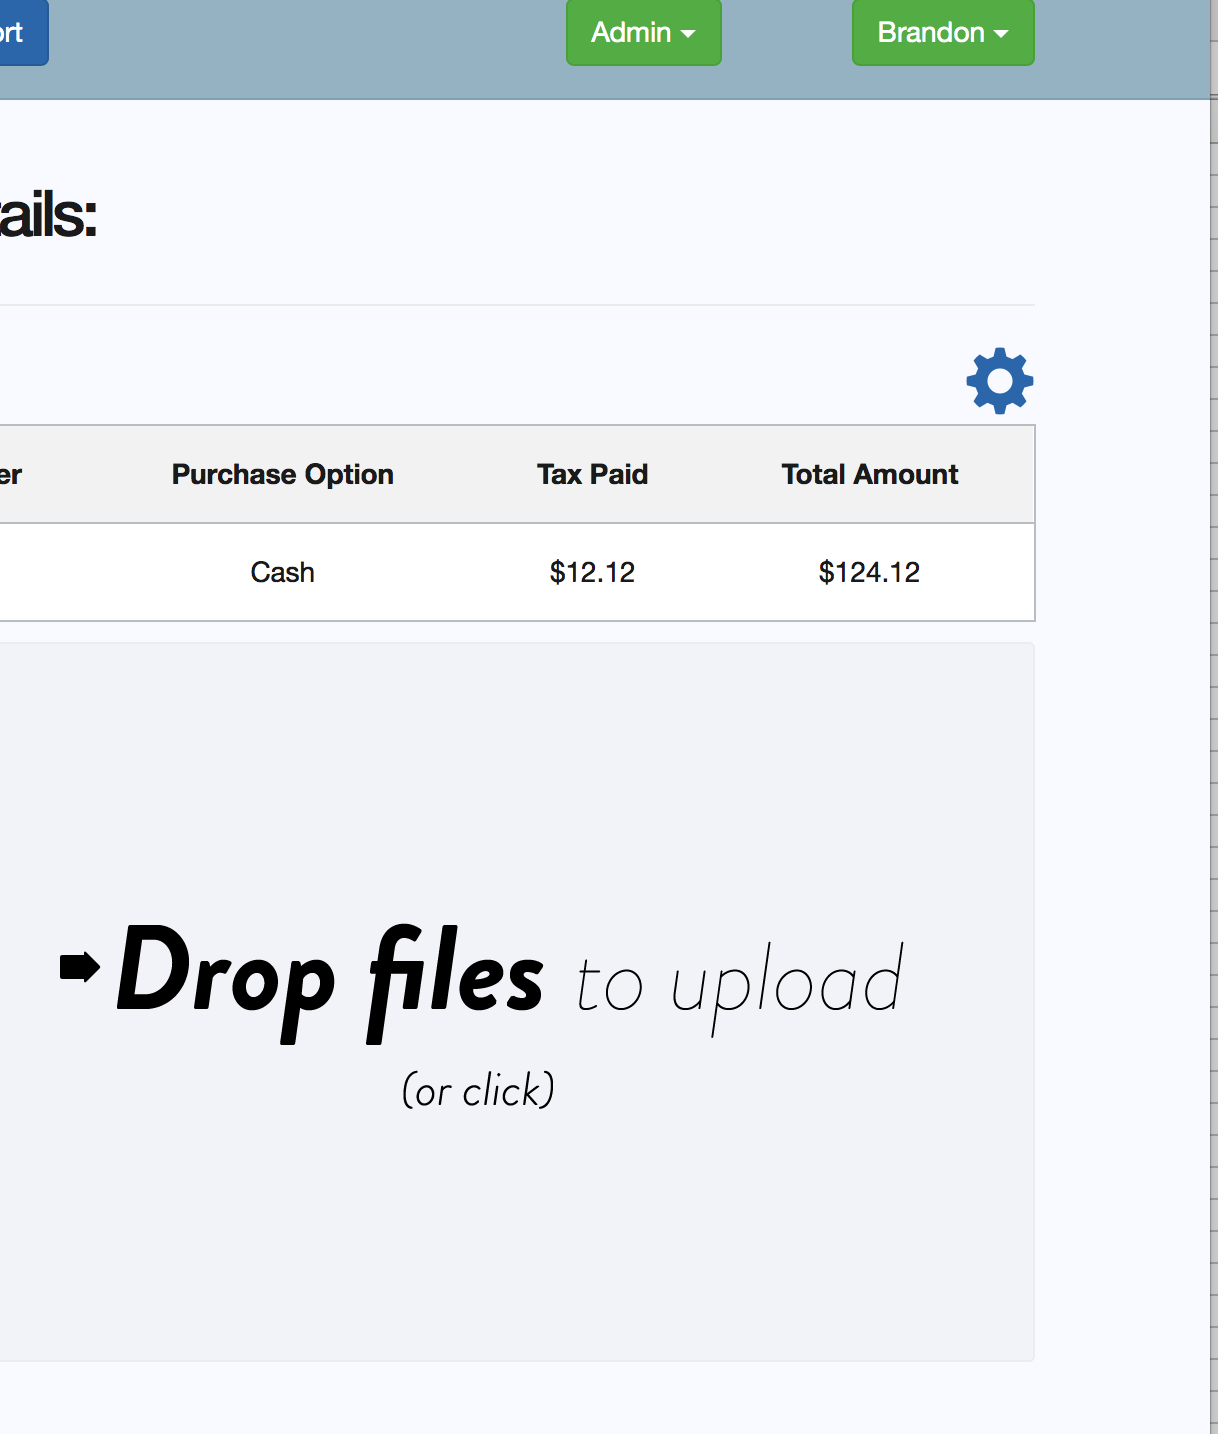 ort Admin Brandon
ails:
er Purchase Option Tax Paid Total Amount
Cash $12.12 $124.12
Drop files to upload
(or click)